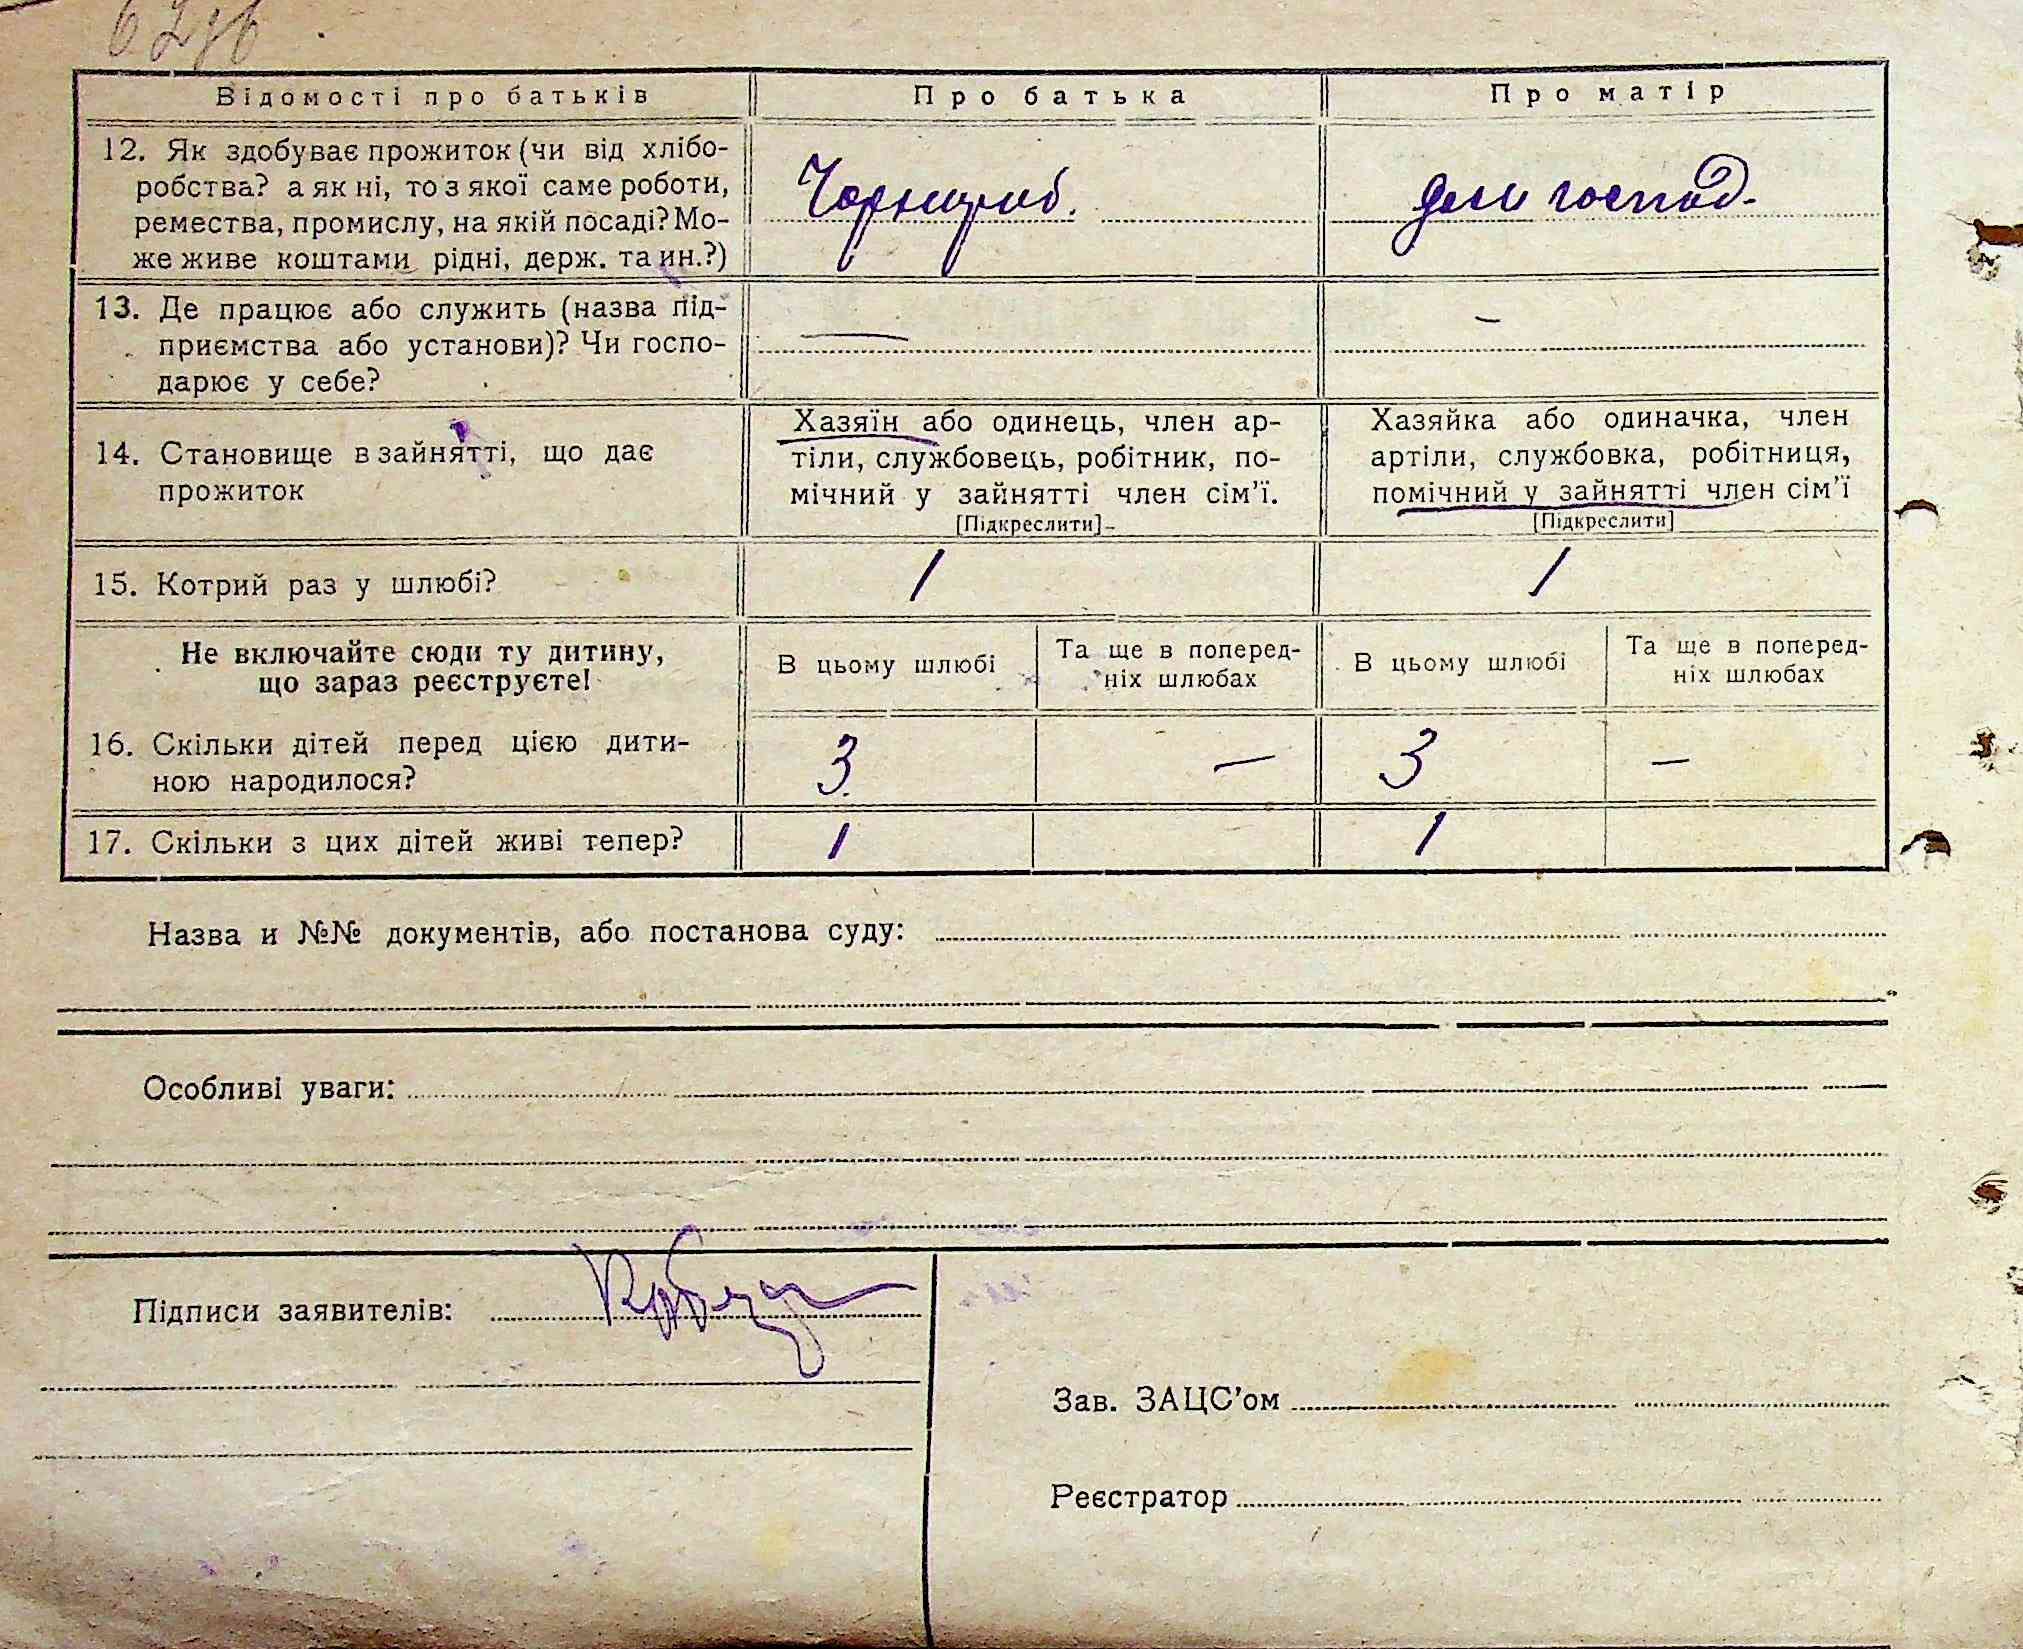 Відомості про батьків Про батька Про матір
12. Як здобуває прожиток (чи від хлібо-
робства? а як ні, то з якої саме роботи,
ремества, промислу, на якій посаді? Мо-
же живе коштами рідні, держ. та ин.?)
дом господ.
13. Де працює або служить (назва під-
приємства або установи)? Чи госпо-
дарює у себе?
— —
14. Становище в зайнятті, що дає
прожиток
Хазяїн або одинець, член ар-
тіли, службовець, робітник, по-
мічний у зайнятті член сім’ї.
[Підкреслити]
Хазяйка або одиначка, член
артіли, службовка, робітниця,
помічний у зайнятті член сім’ї
[Підкреслити]
15. Котрий раз у шлюбі? 1 1
Не включайте сюди ту дитину,
що зараз реєструєте!
В цьому шлюбі
Та ще в поперед-
ніх шлюбах
В цьому шлюбі
Та ще в поперед-
ніх шлюбах
16. Скільки дітей перед цією дити-
ною народилося?
3 — 3 —
17. Скільки з цих дітей живі тепер? 1 1
Назва и №№ документів, або постанова суду:
Особливі уваги:
Підписи заявителів:
Зав. ЗАЦС’ом
Реєстратор